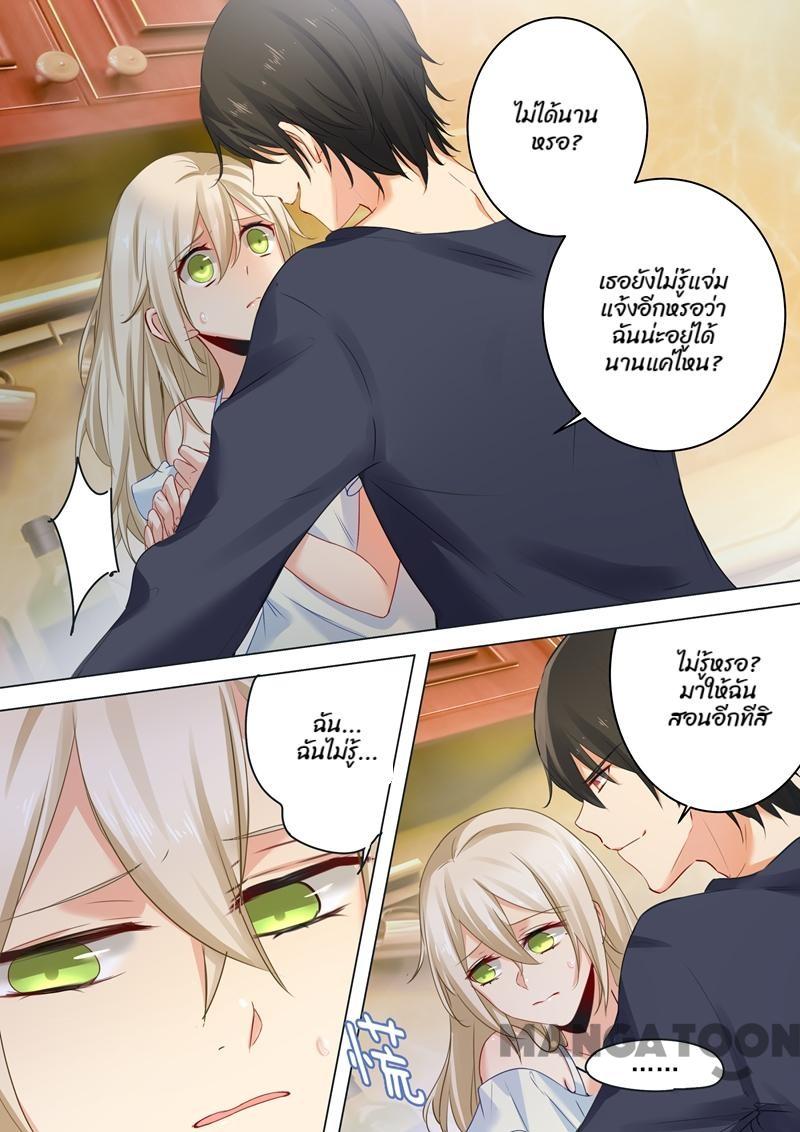 ไม่ได้นาน
หรอ?
เธอยังไม่รู้แจ่ม
แจ้งอีกหรอว่า
ฉันน่ะอยู่ได้
นานแค่ไหน?
ฉัน...
ฉันไม่รู้...
ไม่รู้หรอ?
มาให้ฉัน
สอนอีกทีสิ
MANGATOON
......